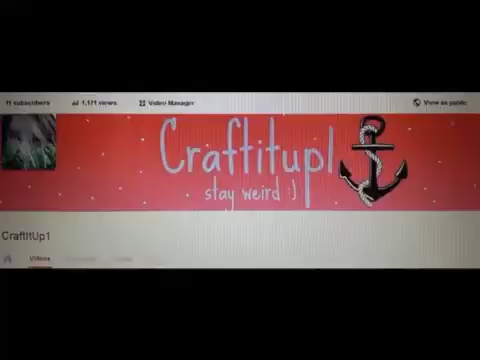 11 subscribers 1,171 views Video Manager View as public
Craftitup1
stay weird :)
CraftItUp1
Videos